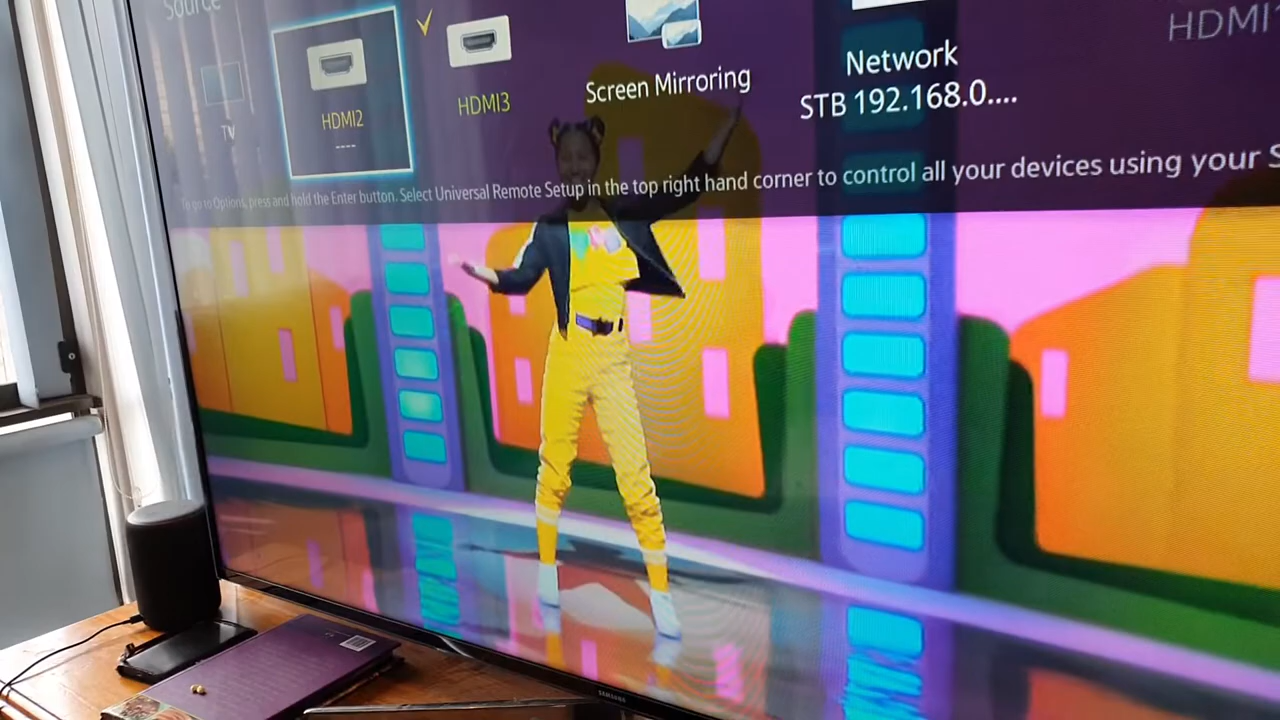 Source
TV
HDMI2
----
HDMI3
Screen Mirroring
Network
STB 192.168.0....
HDMI
To go to Options, press and hold the Enter button. Select Universal Remote Setup in the top right hand corner to control all your devices using your S
SAMSUNG